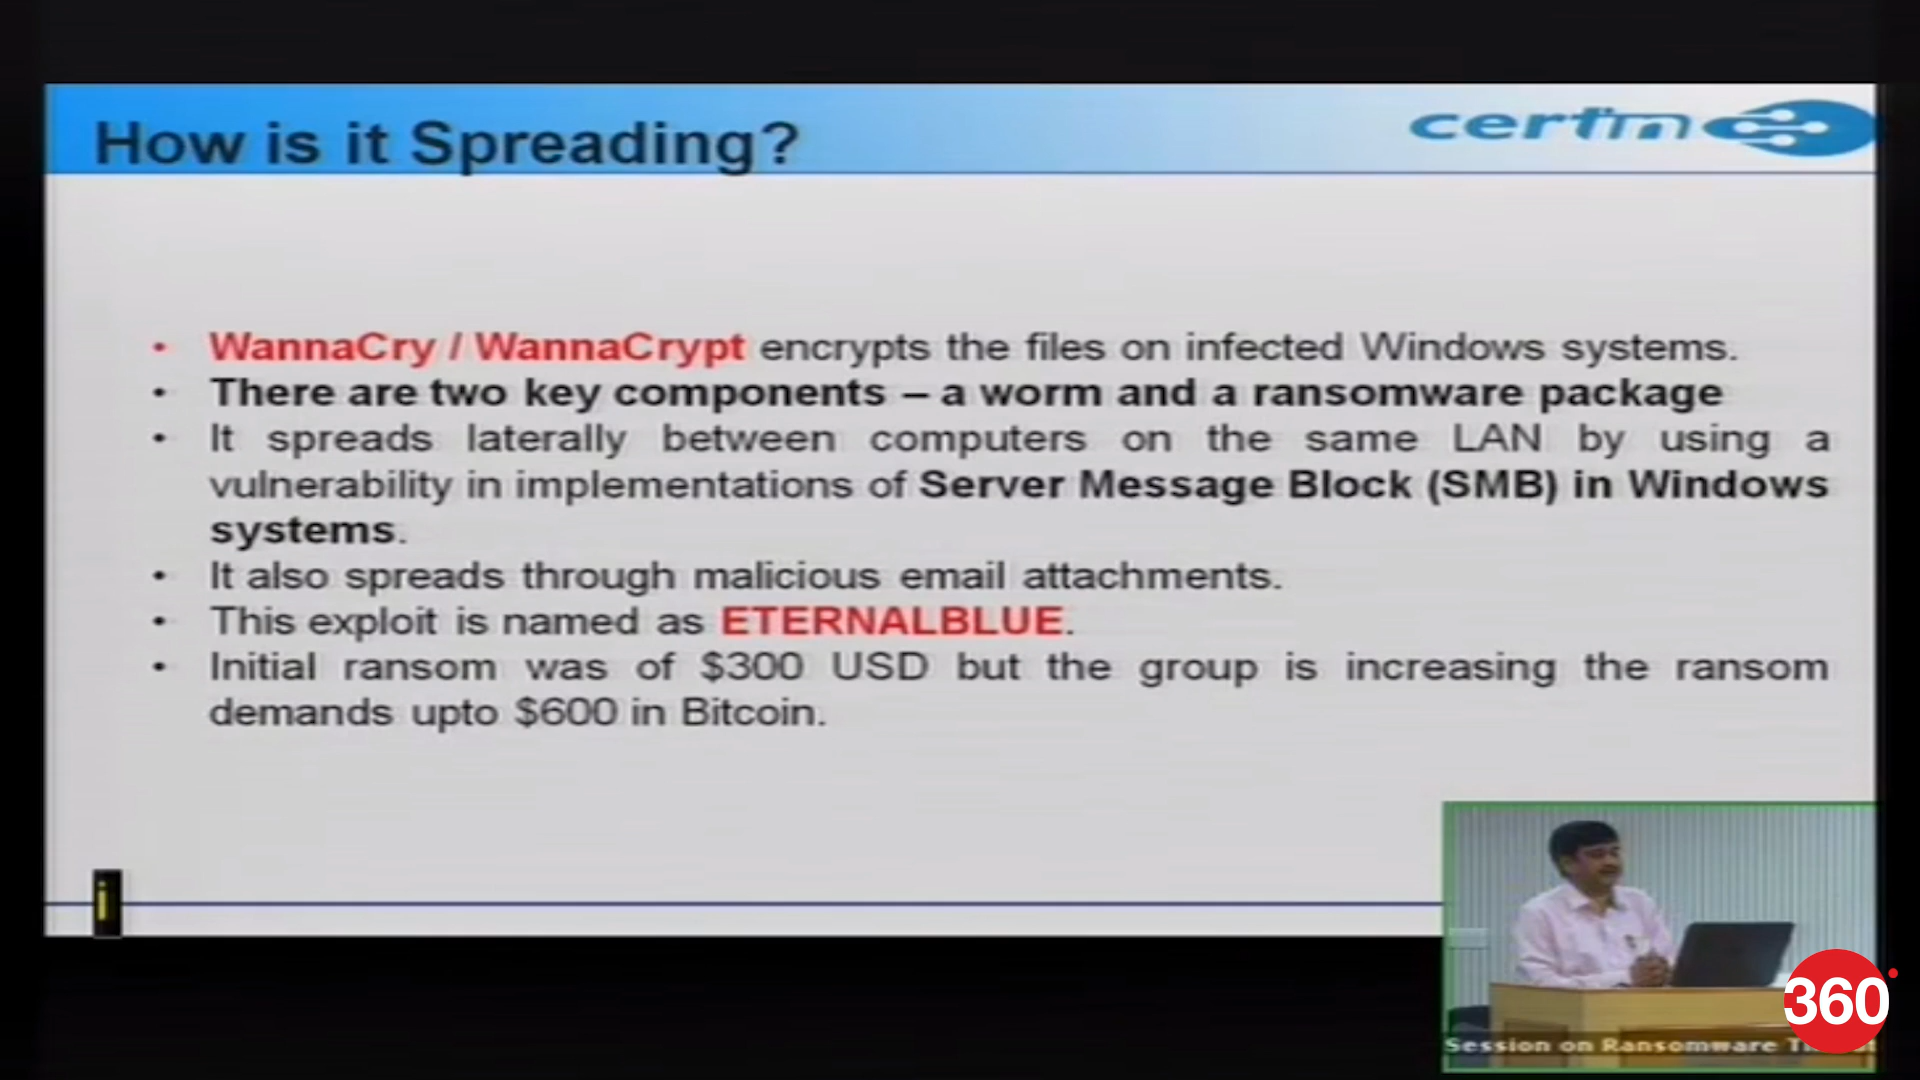 How is it Spreading?
certin
• WannaCry / WannaCrypt encrypts the files on infected Windows systems.
• There are two key components – a worm and a ransomware package
• It spreads laterally between computers on the same LAN by using a
vulnerability in implementations of Server Message Block (SMB) in Windows
systems.
• It also spreads through malicious email attachments.
• This exploit is named as ETERNALBLUE.
• Initial ransom was of $300 USD but the group is increasing the ransom
demands upto $600 in Bitcoin.
i
360
Session on Ransomware